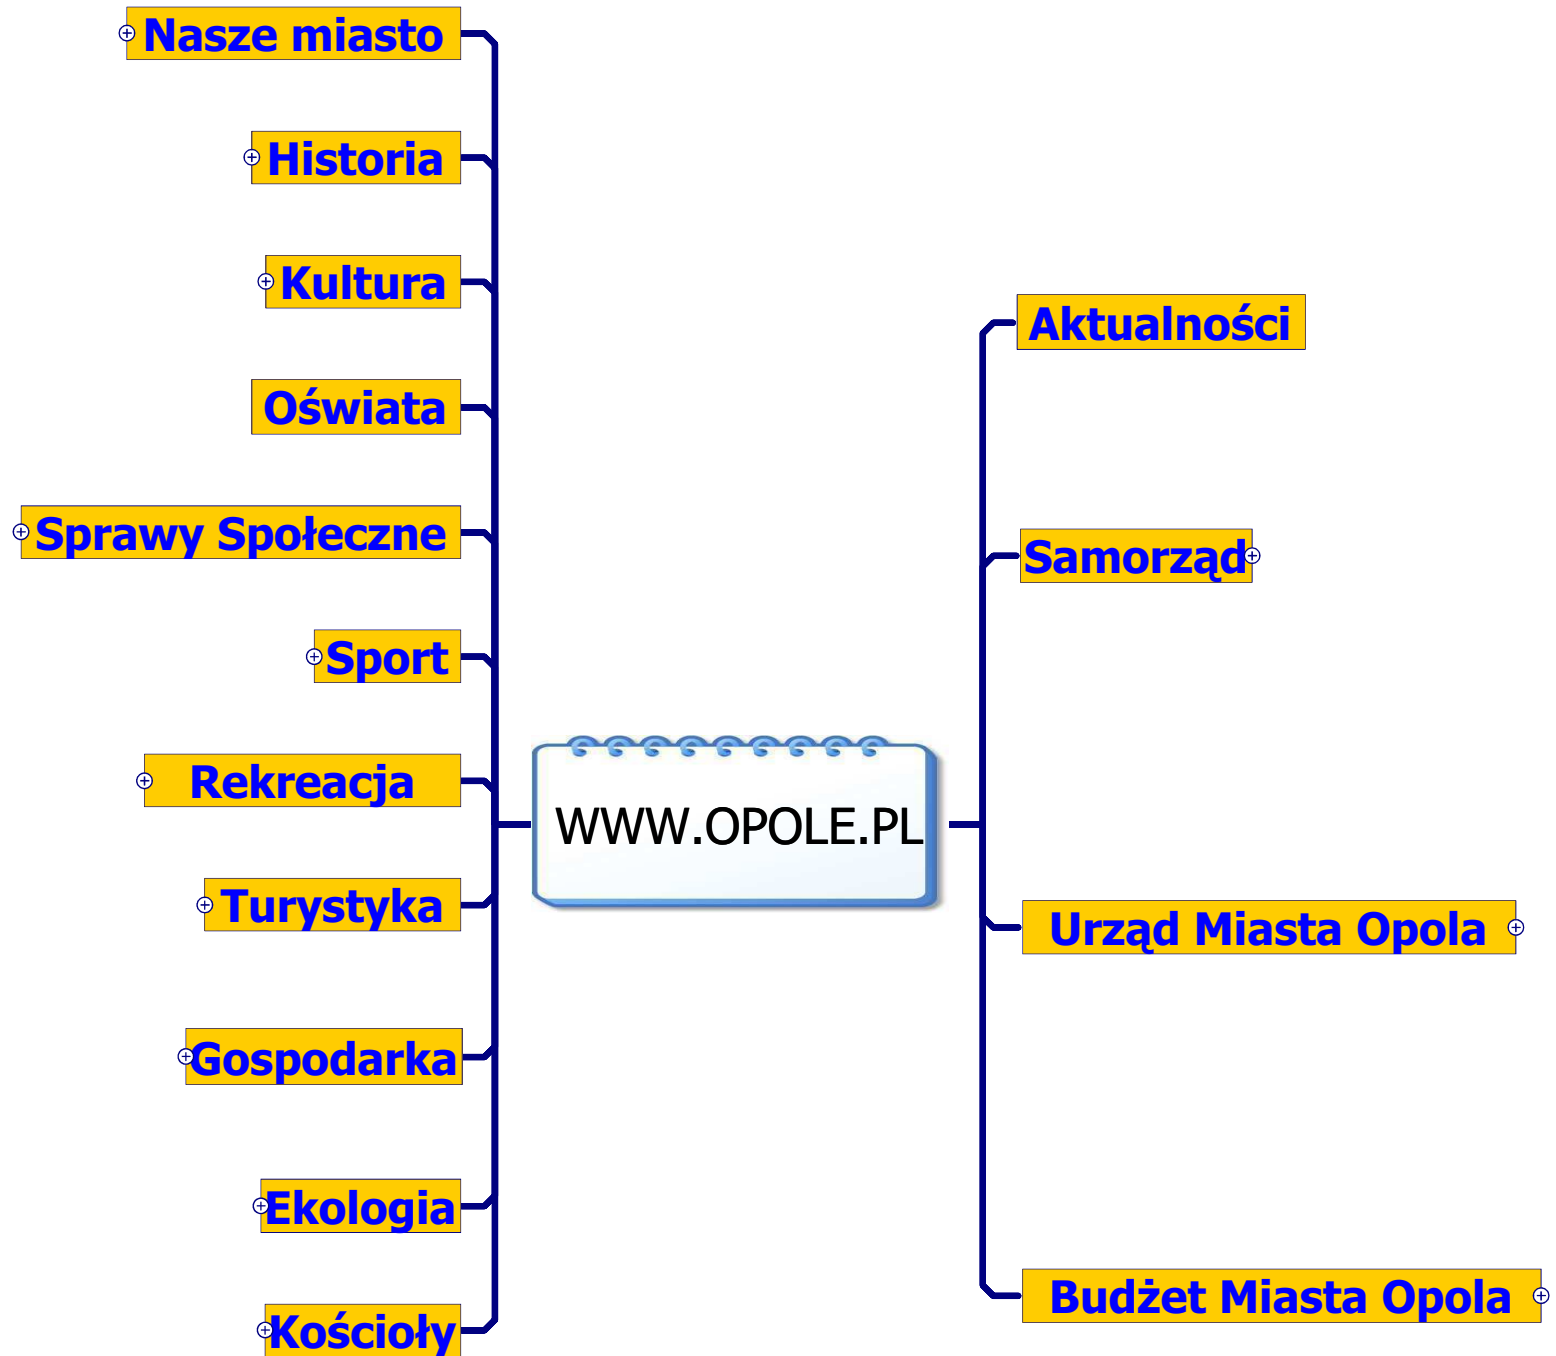 Nasze miasto
Historia
Kultura
Oświata
Sprawy Społeczne
Sport
Rekreacja
Turystyka
Gospodarka
Ekologia
Kościoły
WWW.OPOLE.PL
Aktualności
Samorząd
Urząd Miasta Opola
Budżet Miasta Opola